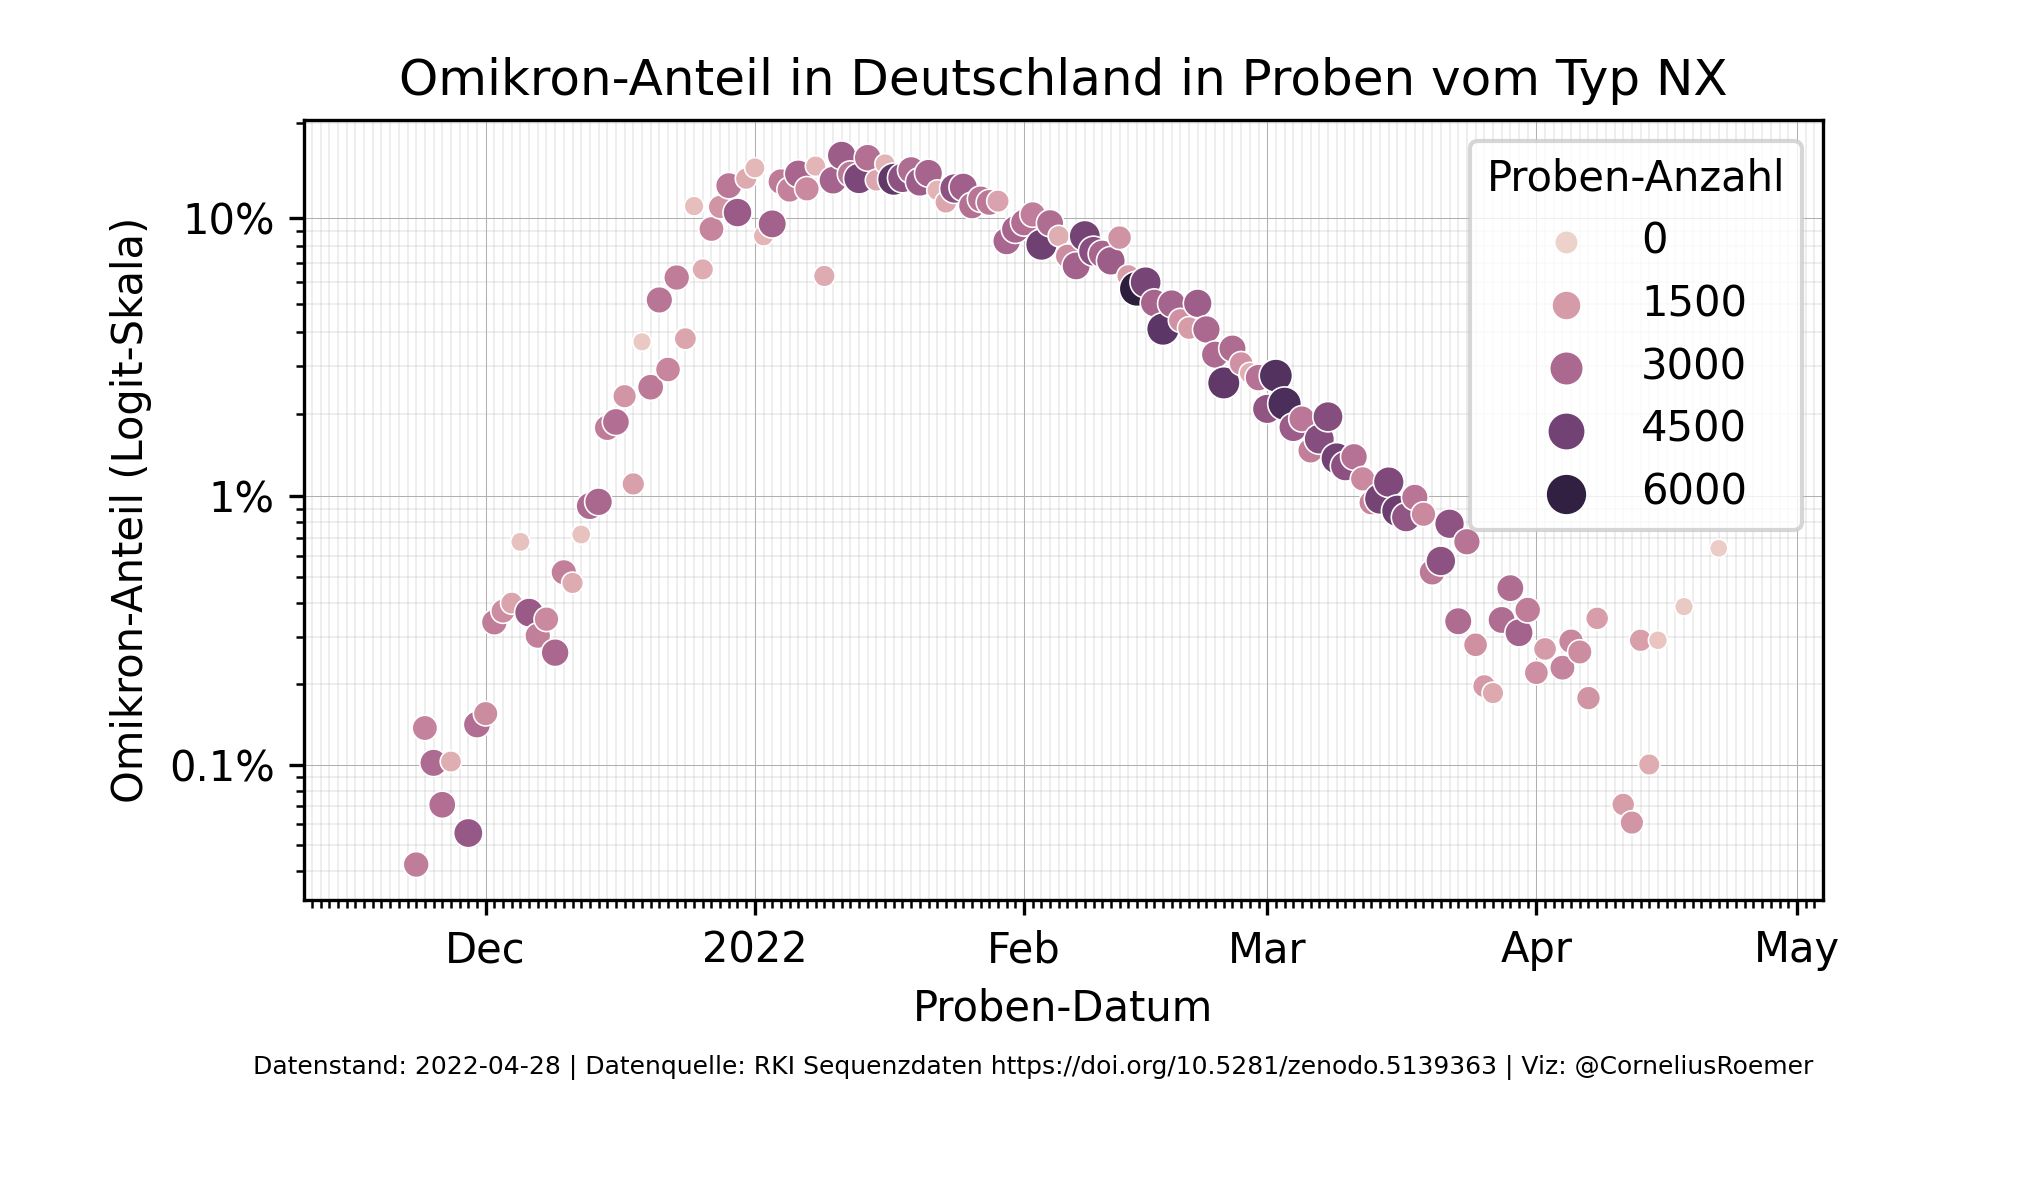 Omikron-Anteil in Deutschland in Proben vom Typ NX
Omikron-Anteil (Logit-Skala)
10%
1%
0.1%
Proben-Anzahl
0
1500
3000
4500
6000
Dec 2022 Feb Mar Apr May
Proben-Datum
Datenstand: 2022-04-28 | Datenquelle: RKI Sequenzdaten https://doi.org/10.5281/zenodo.5139363 | Viz: @CorneliusRoemer